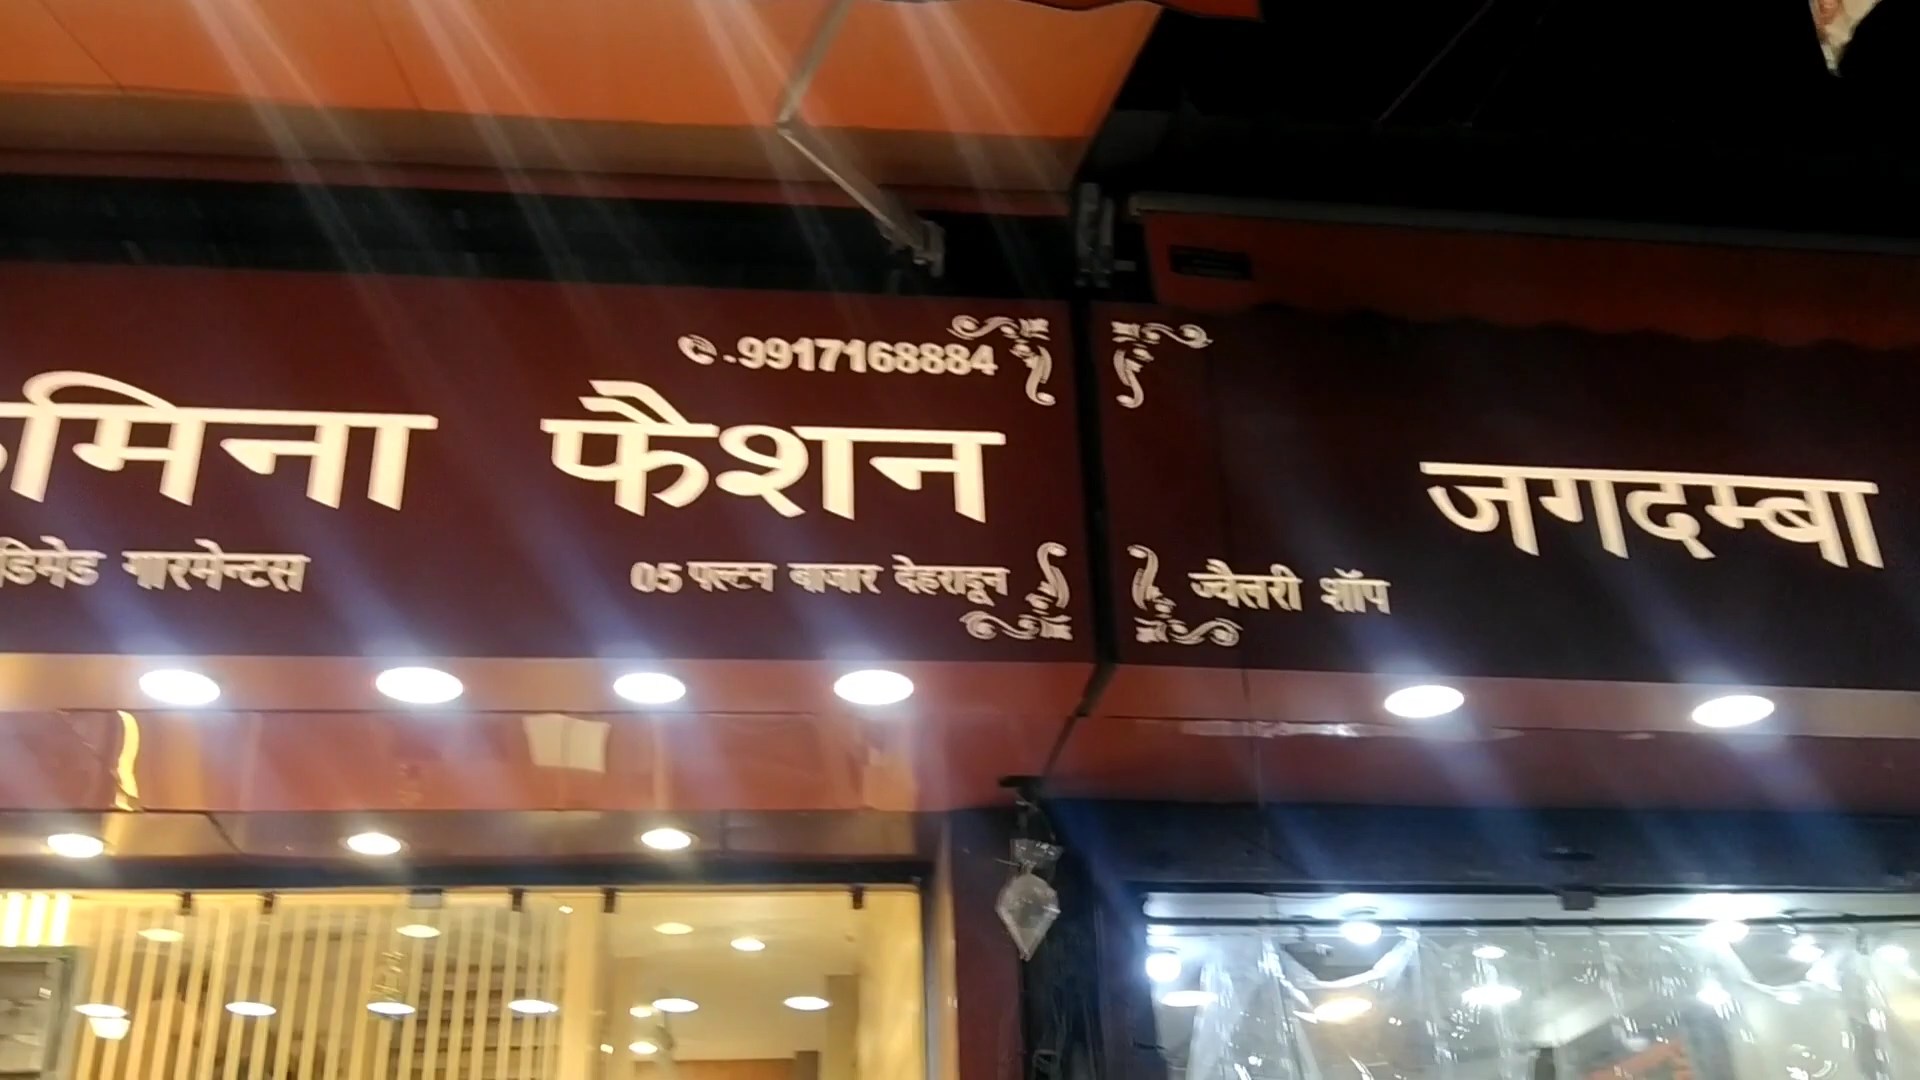 -9917168884
मिना फैशन
डिमेड गारमेन्टस
05 पल्टन बाजार देहरादून
जगदम्बा
ज्वैलरी शॉप